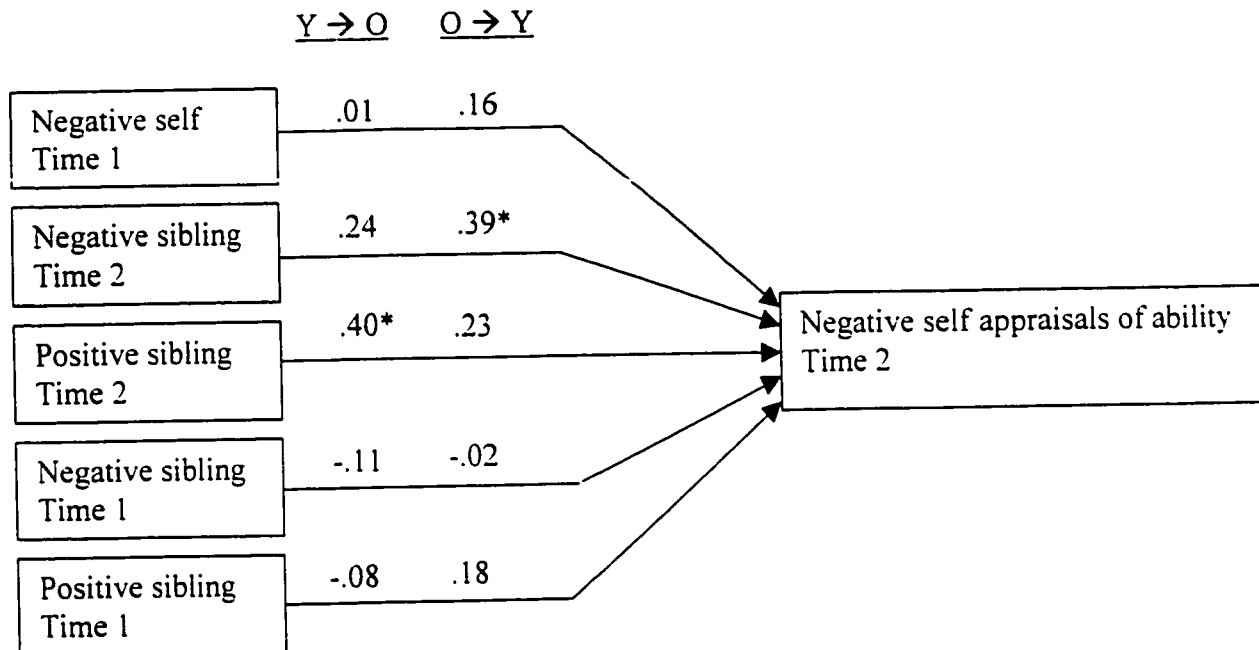 Y → O O → Y
Negative self
Time 1
.01 .16
Negative sibling
Time 2
.24 .39*
Positive sibling
Time 2
.40* .23
Negative sibling
Time 1
-.11 -.02
Positive sibling
Time 1
-.08 .18
Negative self appraisals of ability
Time 2